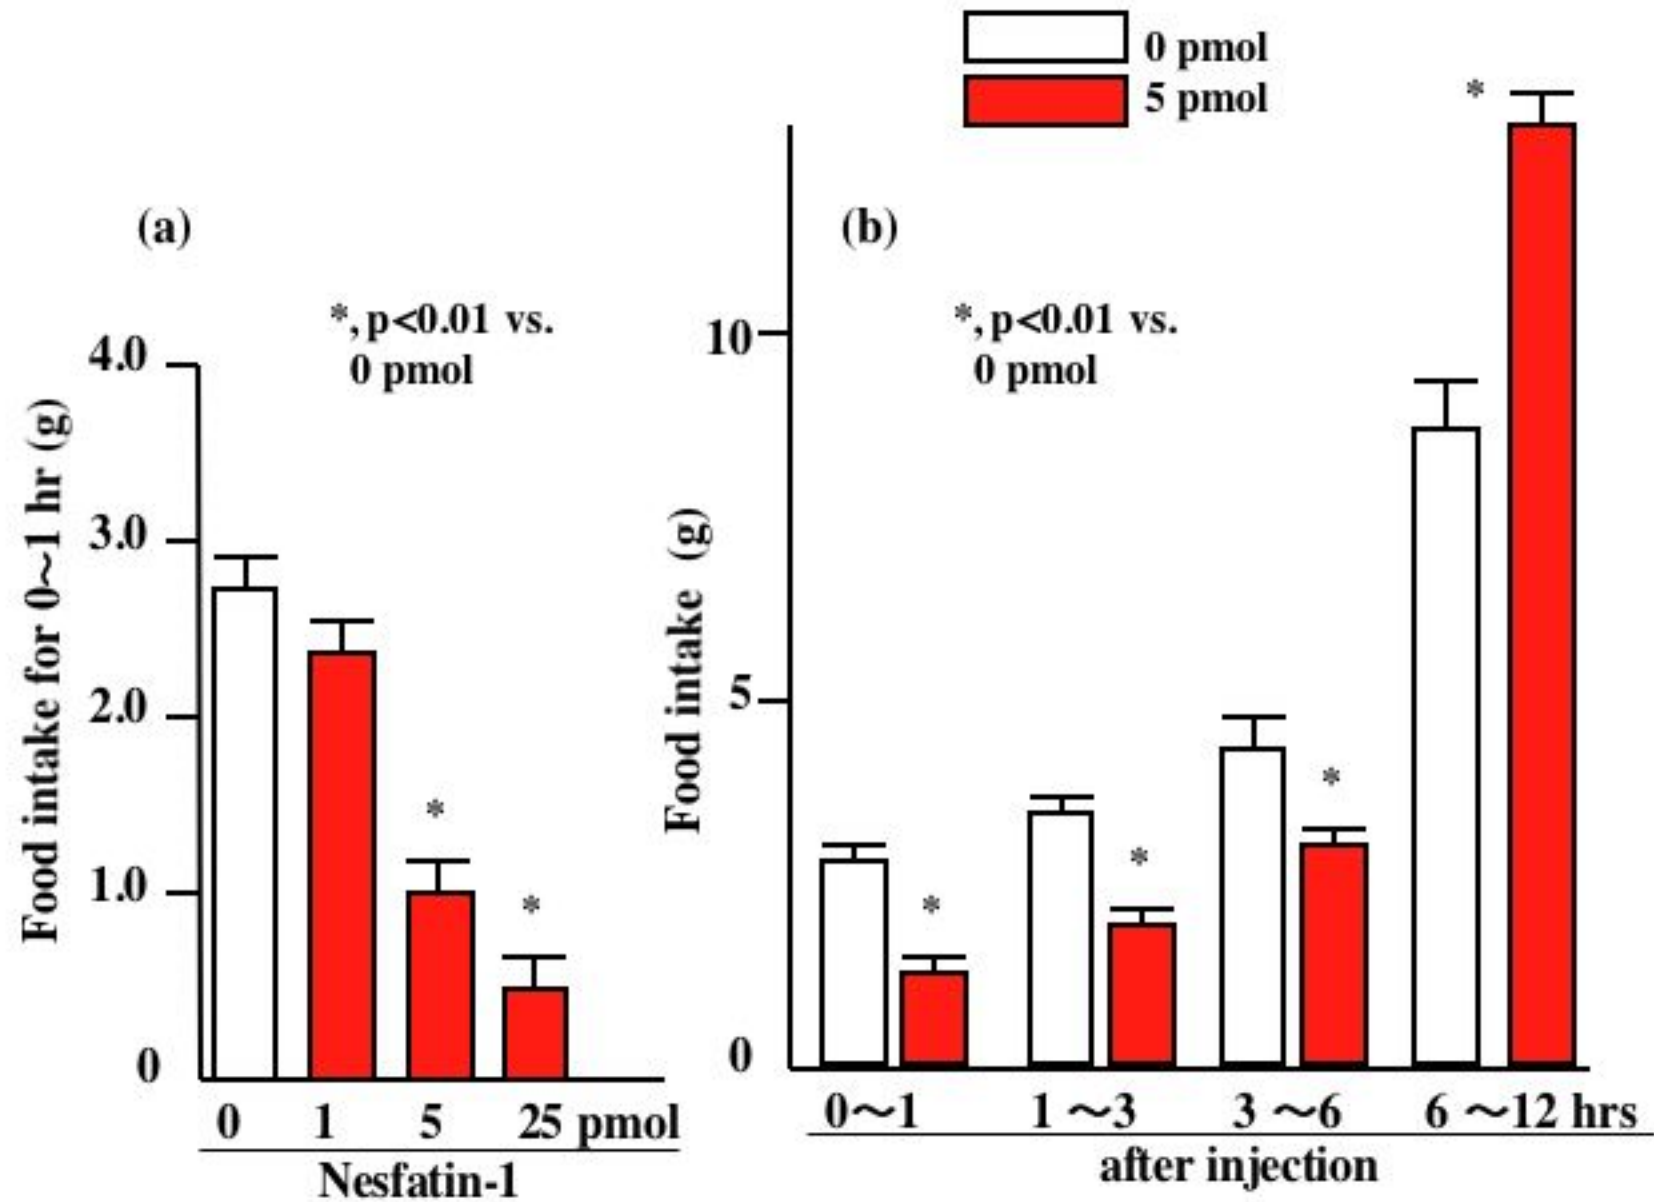 0 pmol
5 pmol
*
(a)
*, p<0.01 vs.
0 pmol
4.0
3.0
2.0
1.0
0
Food intake for 0~1 hr (g)
*
*
0 1 5 25 pmol
Nesfatin-1
(b)
*, p<0.01 vs.
0 pmol
10
5
0
Food intake (g)
*
*
*
0~1 1~3 3~6 6~12 hrs
after injection